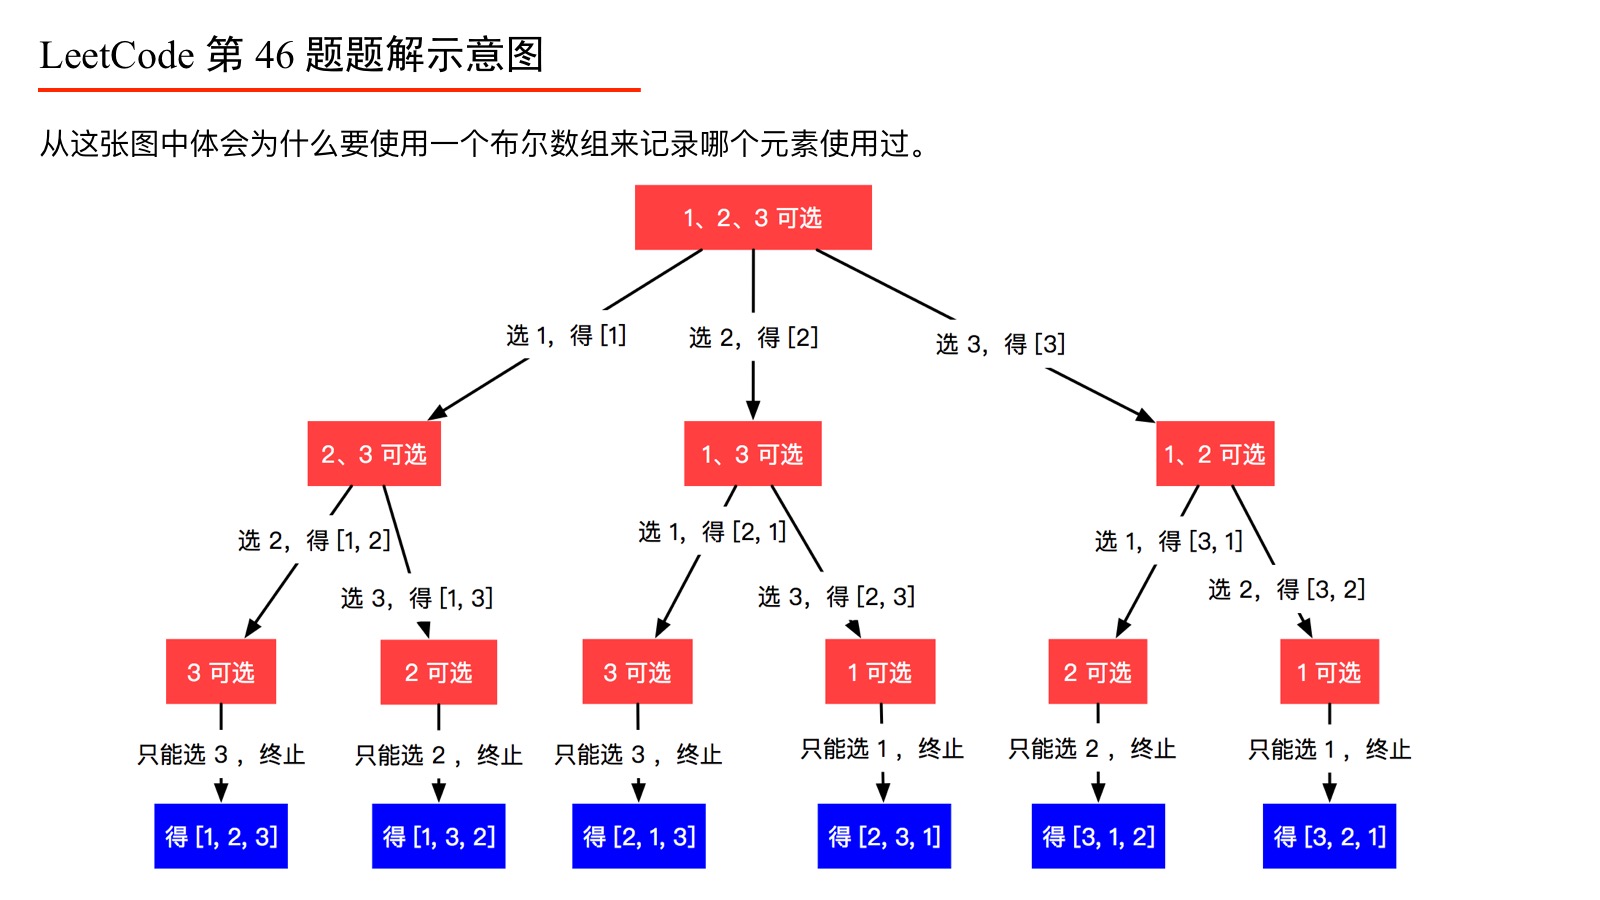 LeetCode 第 46 题题解示意图
从这张图中体会为什么要使用一个布尔数组来记录哪个元素使用过。
1、2、3 可选
选 1，得 [1]
选 2，得 [2]
选 3，得 [3]
2、3 可选
1、3 可选
1、2 可选
选 2，得 [1, 2]
选 3，得 [1, 3]
选 1，得 [2, 1]
选 3，得 [2, 3]
选 1，得 [3, 1]
选 2，得 [3, 2]
3 可选
2 可选
3 可选
1 可选
2 可选
1 可选
只能选 3 ，终止
只能选 2 ，终止
只能选 3 ，终止
只能选 1 ，终止
只能选 2 ，终止
只能选 1 ，终止
得 [1, 2, 3]
得 [1, 3, 2]
得 [2, 1, 3]
得 [2, 3, 1]
得 [3, 1, 2]
得 [3, 2, 1]